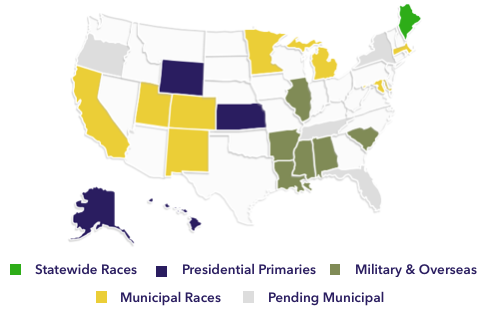 Statewide Races Presidential Primaries Military & Overseas
Municipal Races Pending Municipal